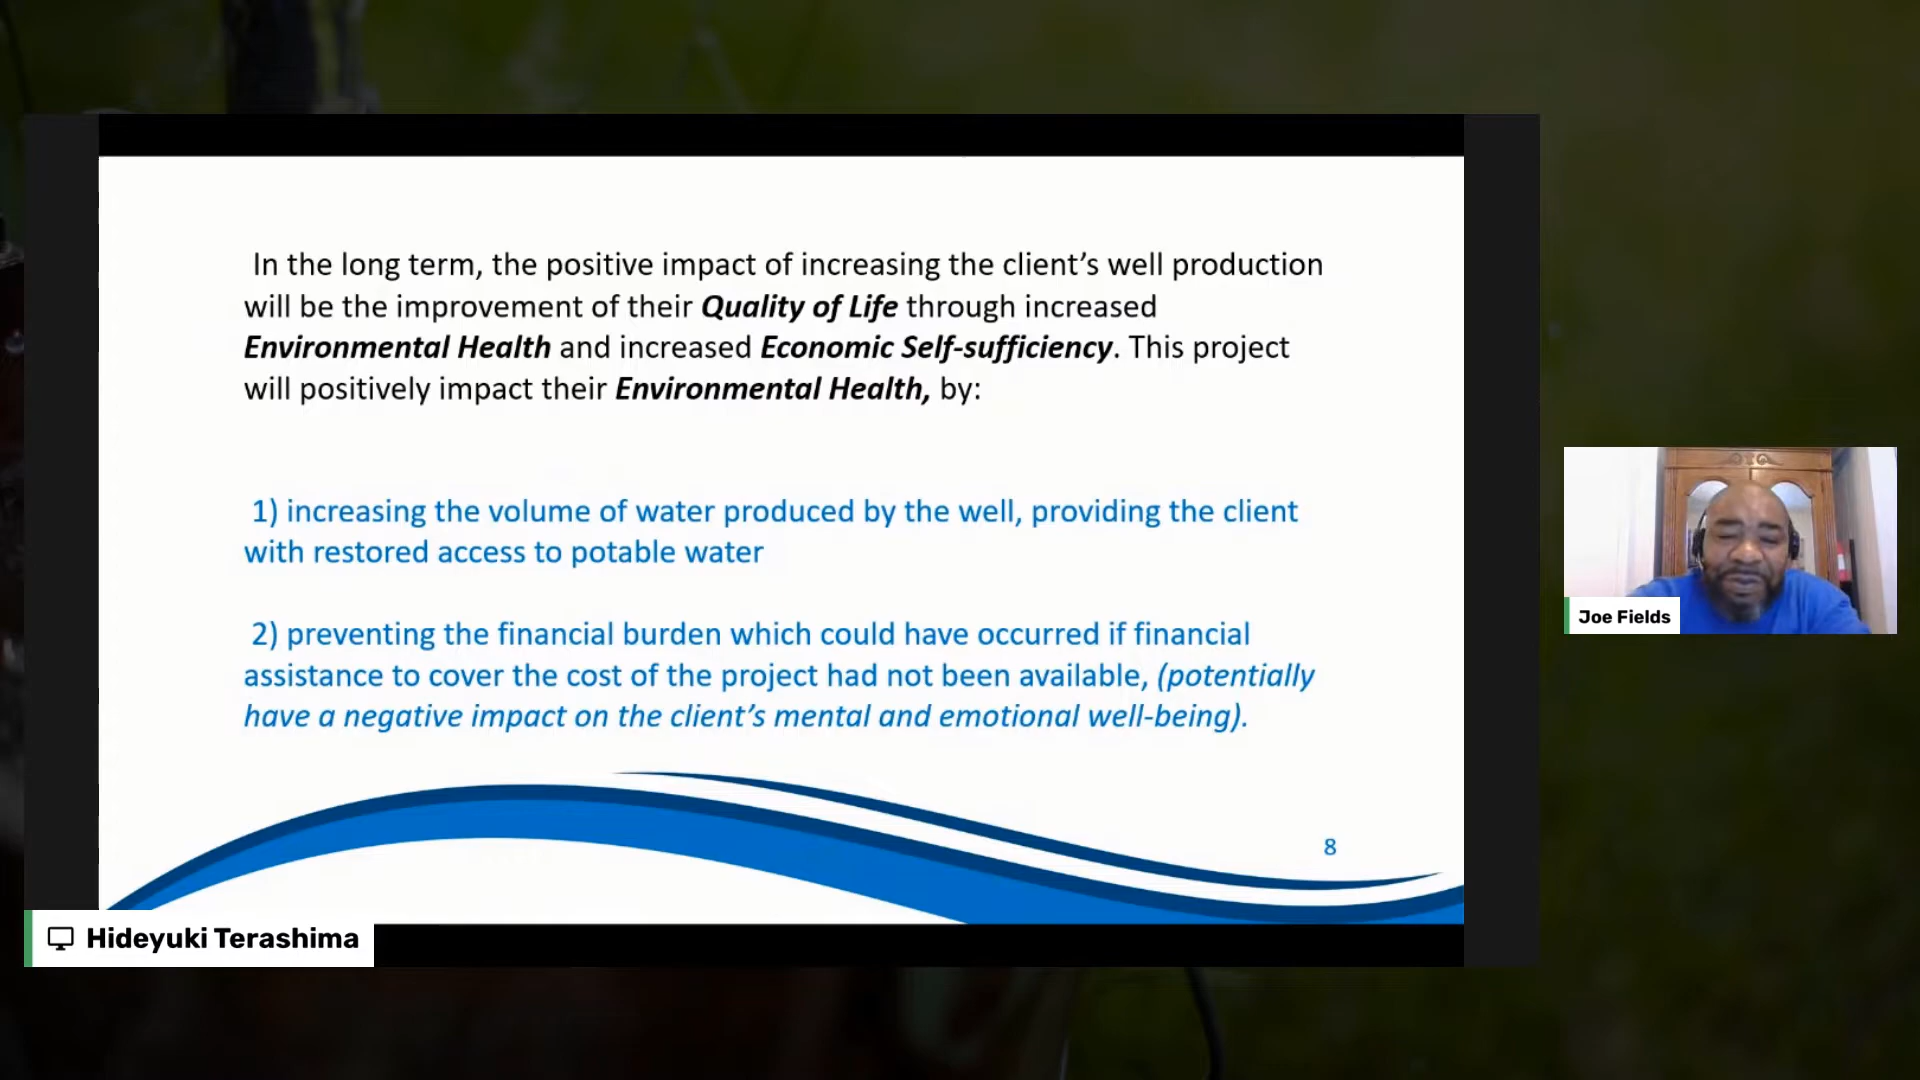 In the long term, the positive impact of increasing the client’s well production
will be the improvement of their Quality of Life through increased
Environmental Health and increased Economic Self-sufficiency. This project
will positively impact their Environmental Health, by:
1) increasing the volume of water produced by the well, providing the client
with restored access to potable water
2) preventing the financial burden which could have occurred if financial
assistance to cover the cost of the project had not been available, (potentially
have a negative impact on the client’s mental and emotional well-being).
8
Hideyuki Terashima
Joe Fields